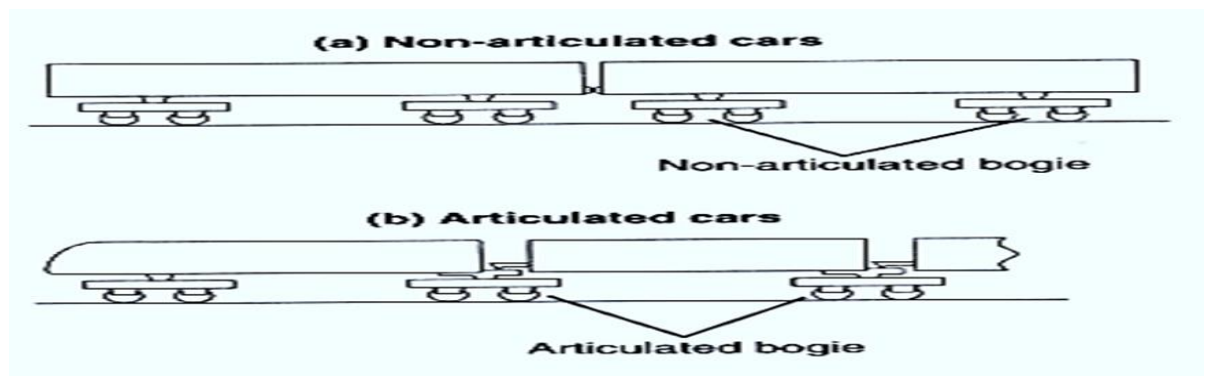 (a) Non-articulated cars
Non-articulated bogie
(b) Articulated cars
Articulated bogie